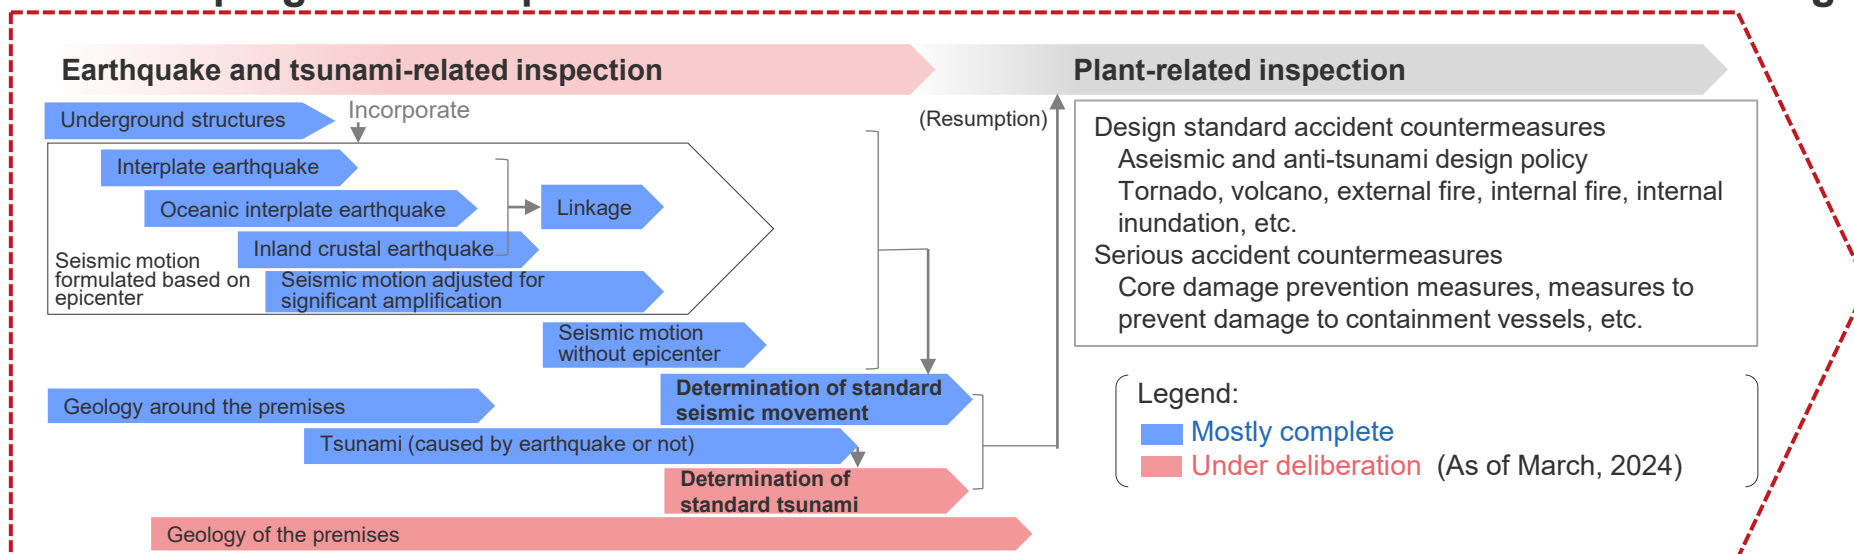 Earthquake and tsunami-related inspection
Plant-related inspection
Underground structures
Incorporate
(Resumption)
Interplate earthquake
Oceanic interplate earthquake
Linkage
Inland crustal earthquake
Seismic motion
formulated based on
epicenter
Seismic motion adjusted for
significant amplification
Seismic motion
without epicenter
Determination of standard
seismic movement
Geology around the premises
Tsunami (caused by earthquake or not)
Determination of
standard tsunami
Geology of the premises
Design standard accident countermeasures
Aseismic and anti-tsunami design policy
Tornado, volcano, external fire, internal fire, internal
inundation, etc.
Serious accident countermeasures
Core damage prevention measures, measures to
prevent damage to containment vessels, etc.
Legend:
Mostly complete
Under deliberation (As of March, 2024)